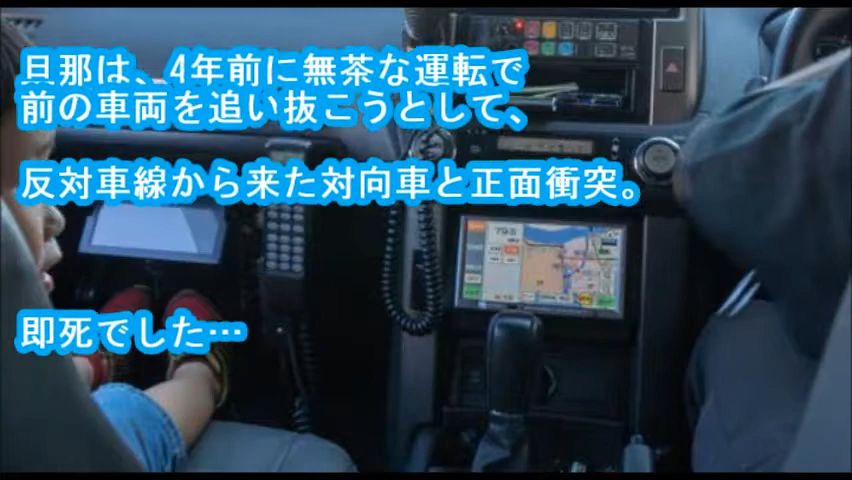 旦那は、4年前に無茶な運転で
前の車両を追い抜こうとして、
反対車線から来た対向車と正面衝突。
即死でした…